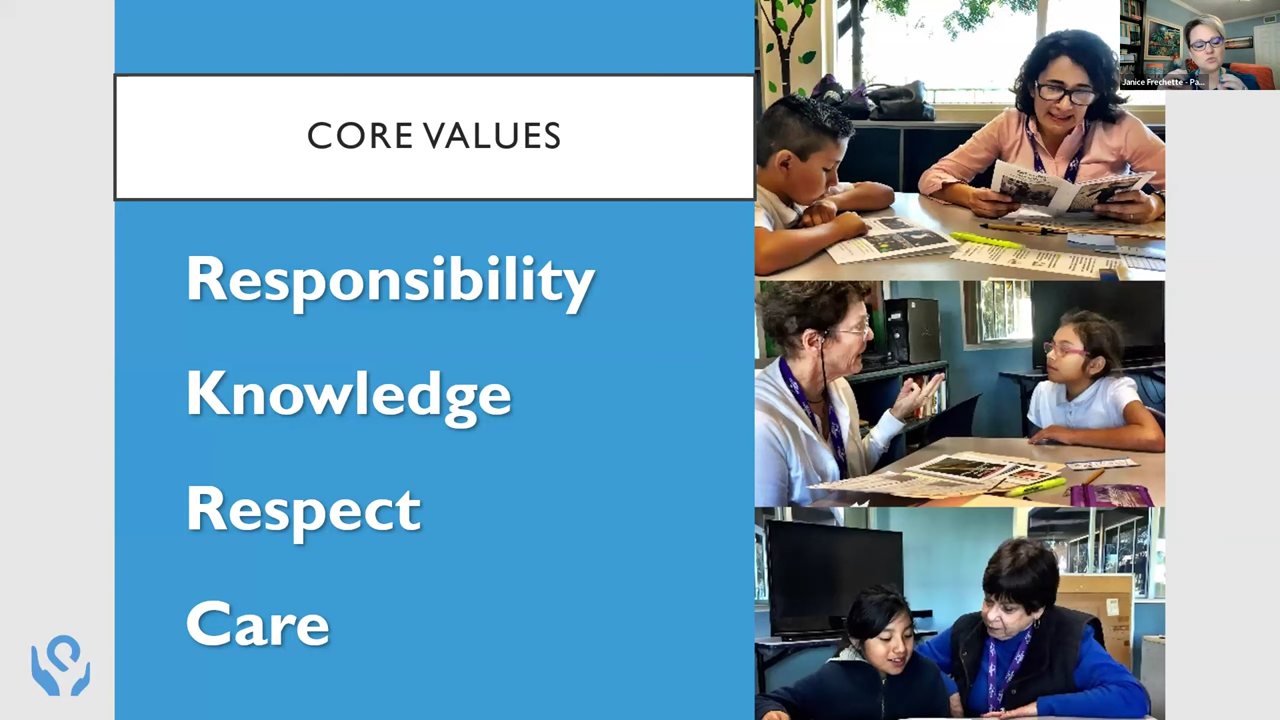 CORE VALUES
Responsibility
Knowledge
Respect
Care
Janice Frechette - Pa...